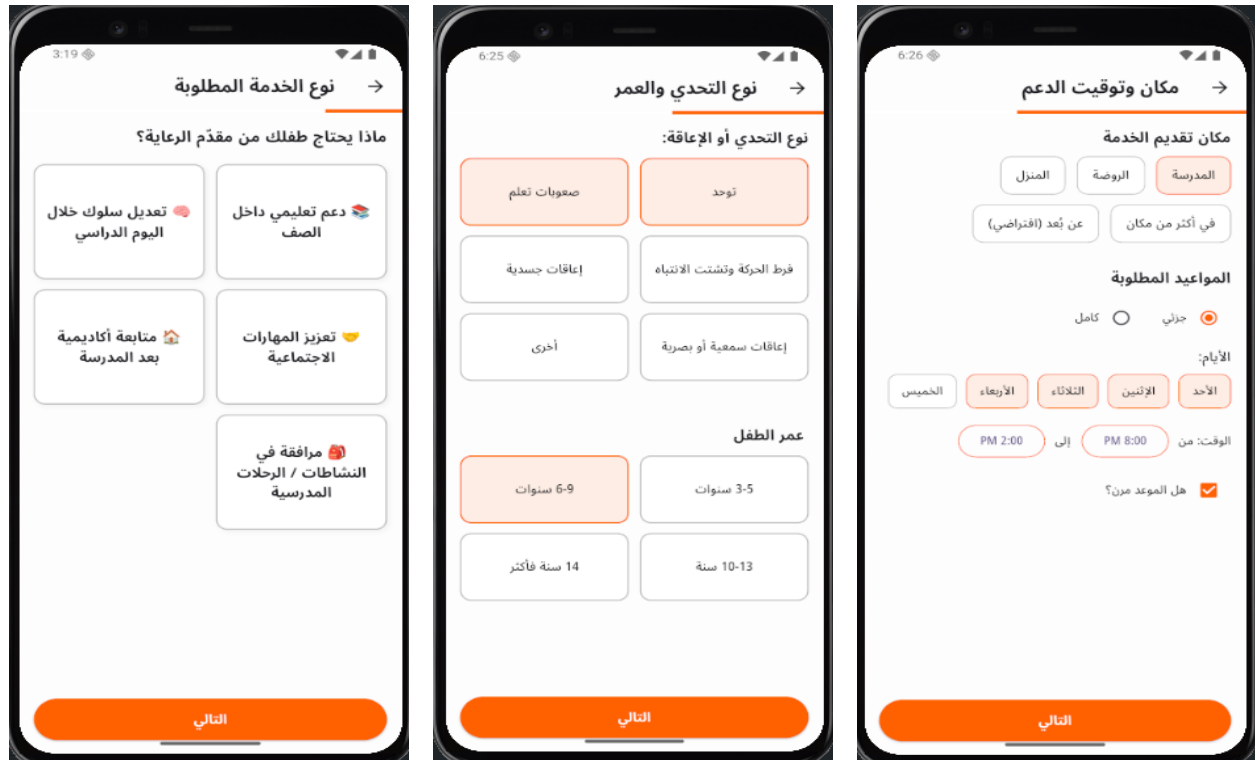 3:19
نوع الخدمة المطلوبة
ماذا يحتاج طفلك من مقدّم الرعاية؟
📚 دعم تعليمي داخل
الصف
🧠 تعديل سلوك خلال
اليوم الدراسي
🤝 تعزيز المهارات
الاجتماعية
🏠 متابعة أكاديمية
بعد المدرسة
🎒 مرافقة في
النشاطات / الرحلات
المدرسية
التالي
6:25
نوع التحدي والعمر
نوع التحدي أو الإعاقة:
توحد
صعوبات تعلم
فرط الحركة وتشتت الانتباه
إعاقات جسدية
إعاقات سمعية أو بصرية
أخرى
عمر الطفل
3-5 سنوات
6-9 سنوات
10-13 سنة
14 سنة فأكثر
التالي
6:26
مكان وتوقيت الدعم
مكان تقديم الخدمة
المدرسة الروضة المنزل
في أكثر من مكان عن بُعد (افتراضي)
المواعيد المطلوبة
جزئي كامل
الأيام:
الأحد الإثنين الثلاثاء الأربعاء الخميس
الوقت: من 8:00 PM إلى 2:00 PM
هل الموعد مرن؟
التالي